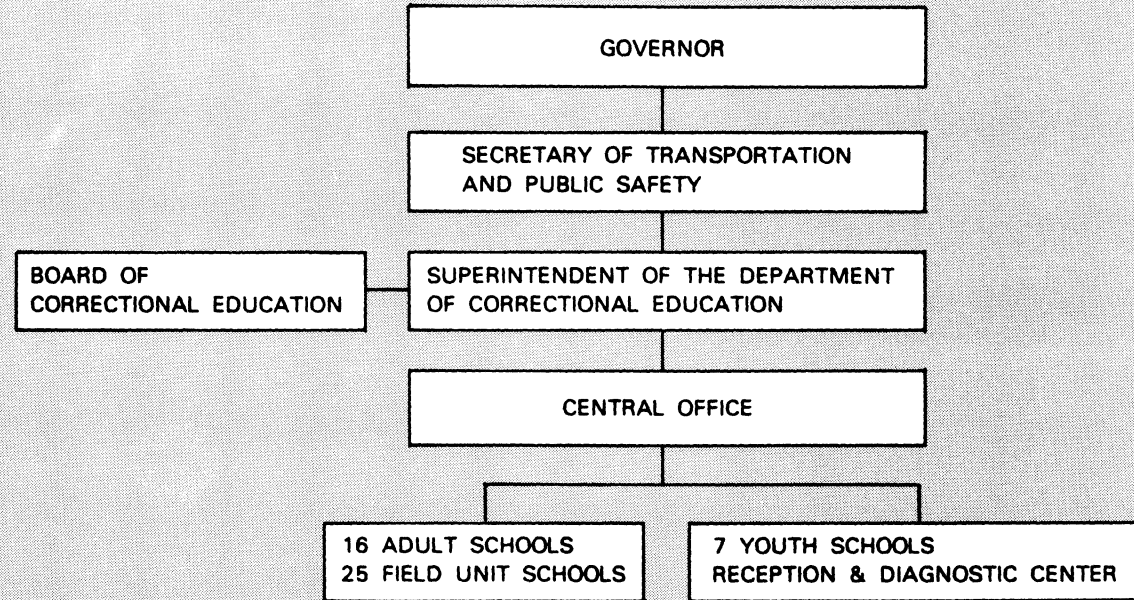 GOVERNOR
SECRETARY OF TRANSPORTATION
AND PUBLIC SAFETY
BOARD OF
CORRECTIONAL EDUCATION
SUPERINTENDENT OF THE DEPARTMENT
OF CORRECTIONAL EDUCATION
CENTRAL OFFICE
16 ADULT SCHOOLS
25 FIELD UNIT SCHOOLS
7 YOUTH SCHOOLS
RECEPTION & DIAGNOSTIC CENTER